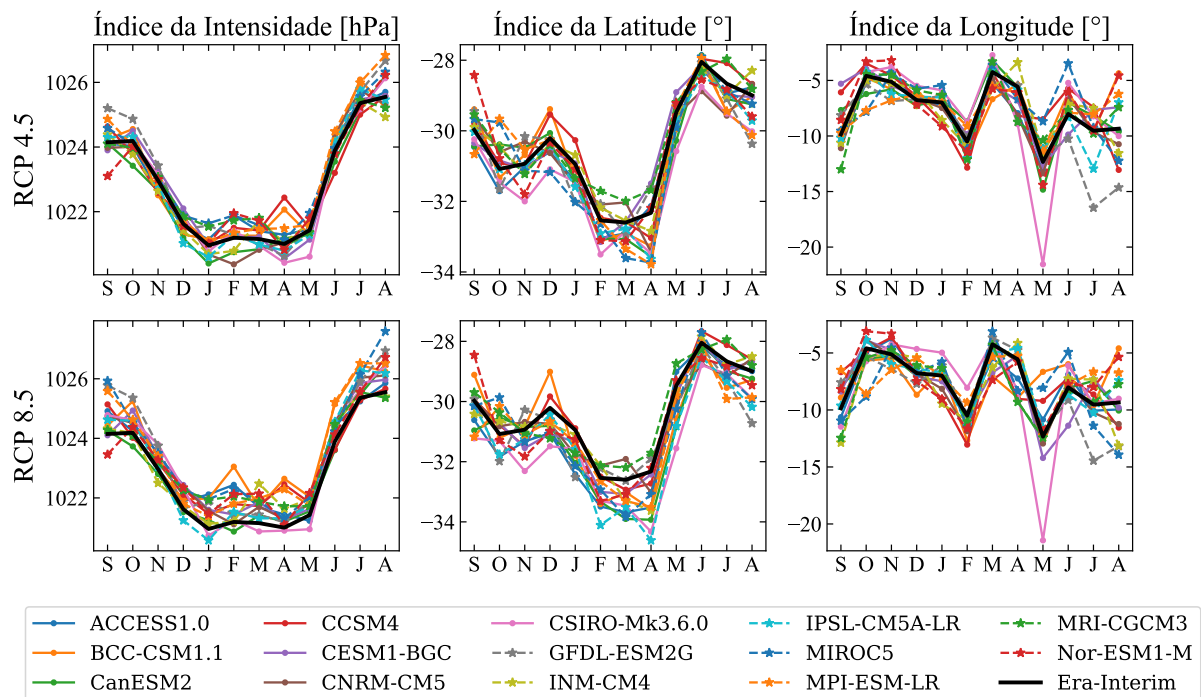 Índice da Intensidade [hPa]
Índice da Latitude [°]
Índice da Longitude [°]
RCP 4.5
1026
1024
1022
S O N D J F M A M J J A
−28
−30
−32
−34
S O N D J F M A M J J A
−5
−10
−15
−20
S O N D J F M A M J J A
RCP 8.5
1026
1024
1022
S O N D J F M A M J J A
−28
−30
−32
−34
S O N D J F M A M J J A
−5
−10
−15
−20
S O N D J F M A M J J A
ACCESS1.0 CCSM4 CSIRO-Mk3.6.0 IPSL-CM5A-LR MRI-CGCM3
BCC-CSM1.1 CESM1-BGC GFDL-ESM2G MIROC5 Nor-ESM1-M
CanESM2 CNRM-CM5 INM-CM4 MPI-ESM-LR Era-Interim